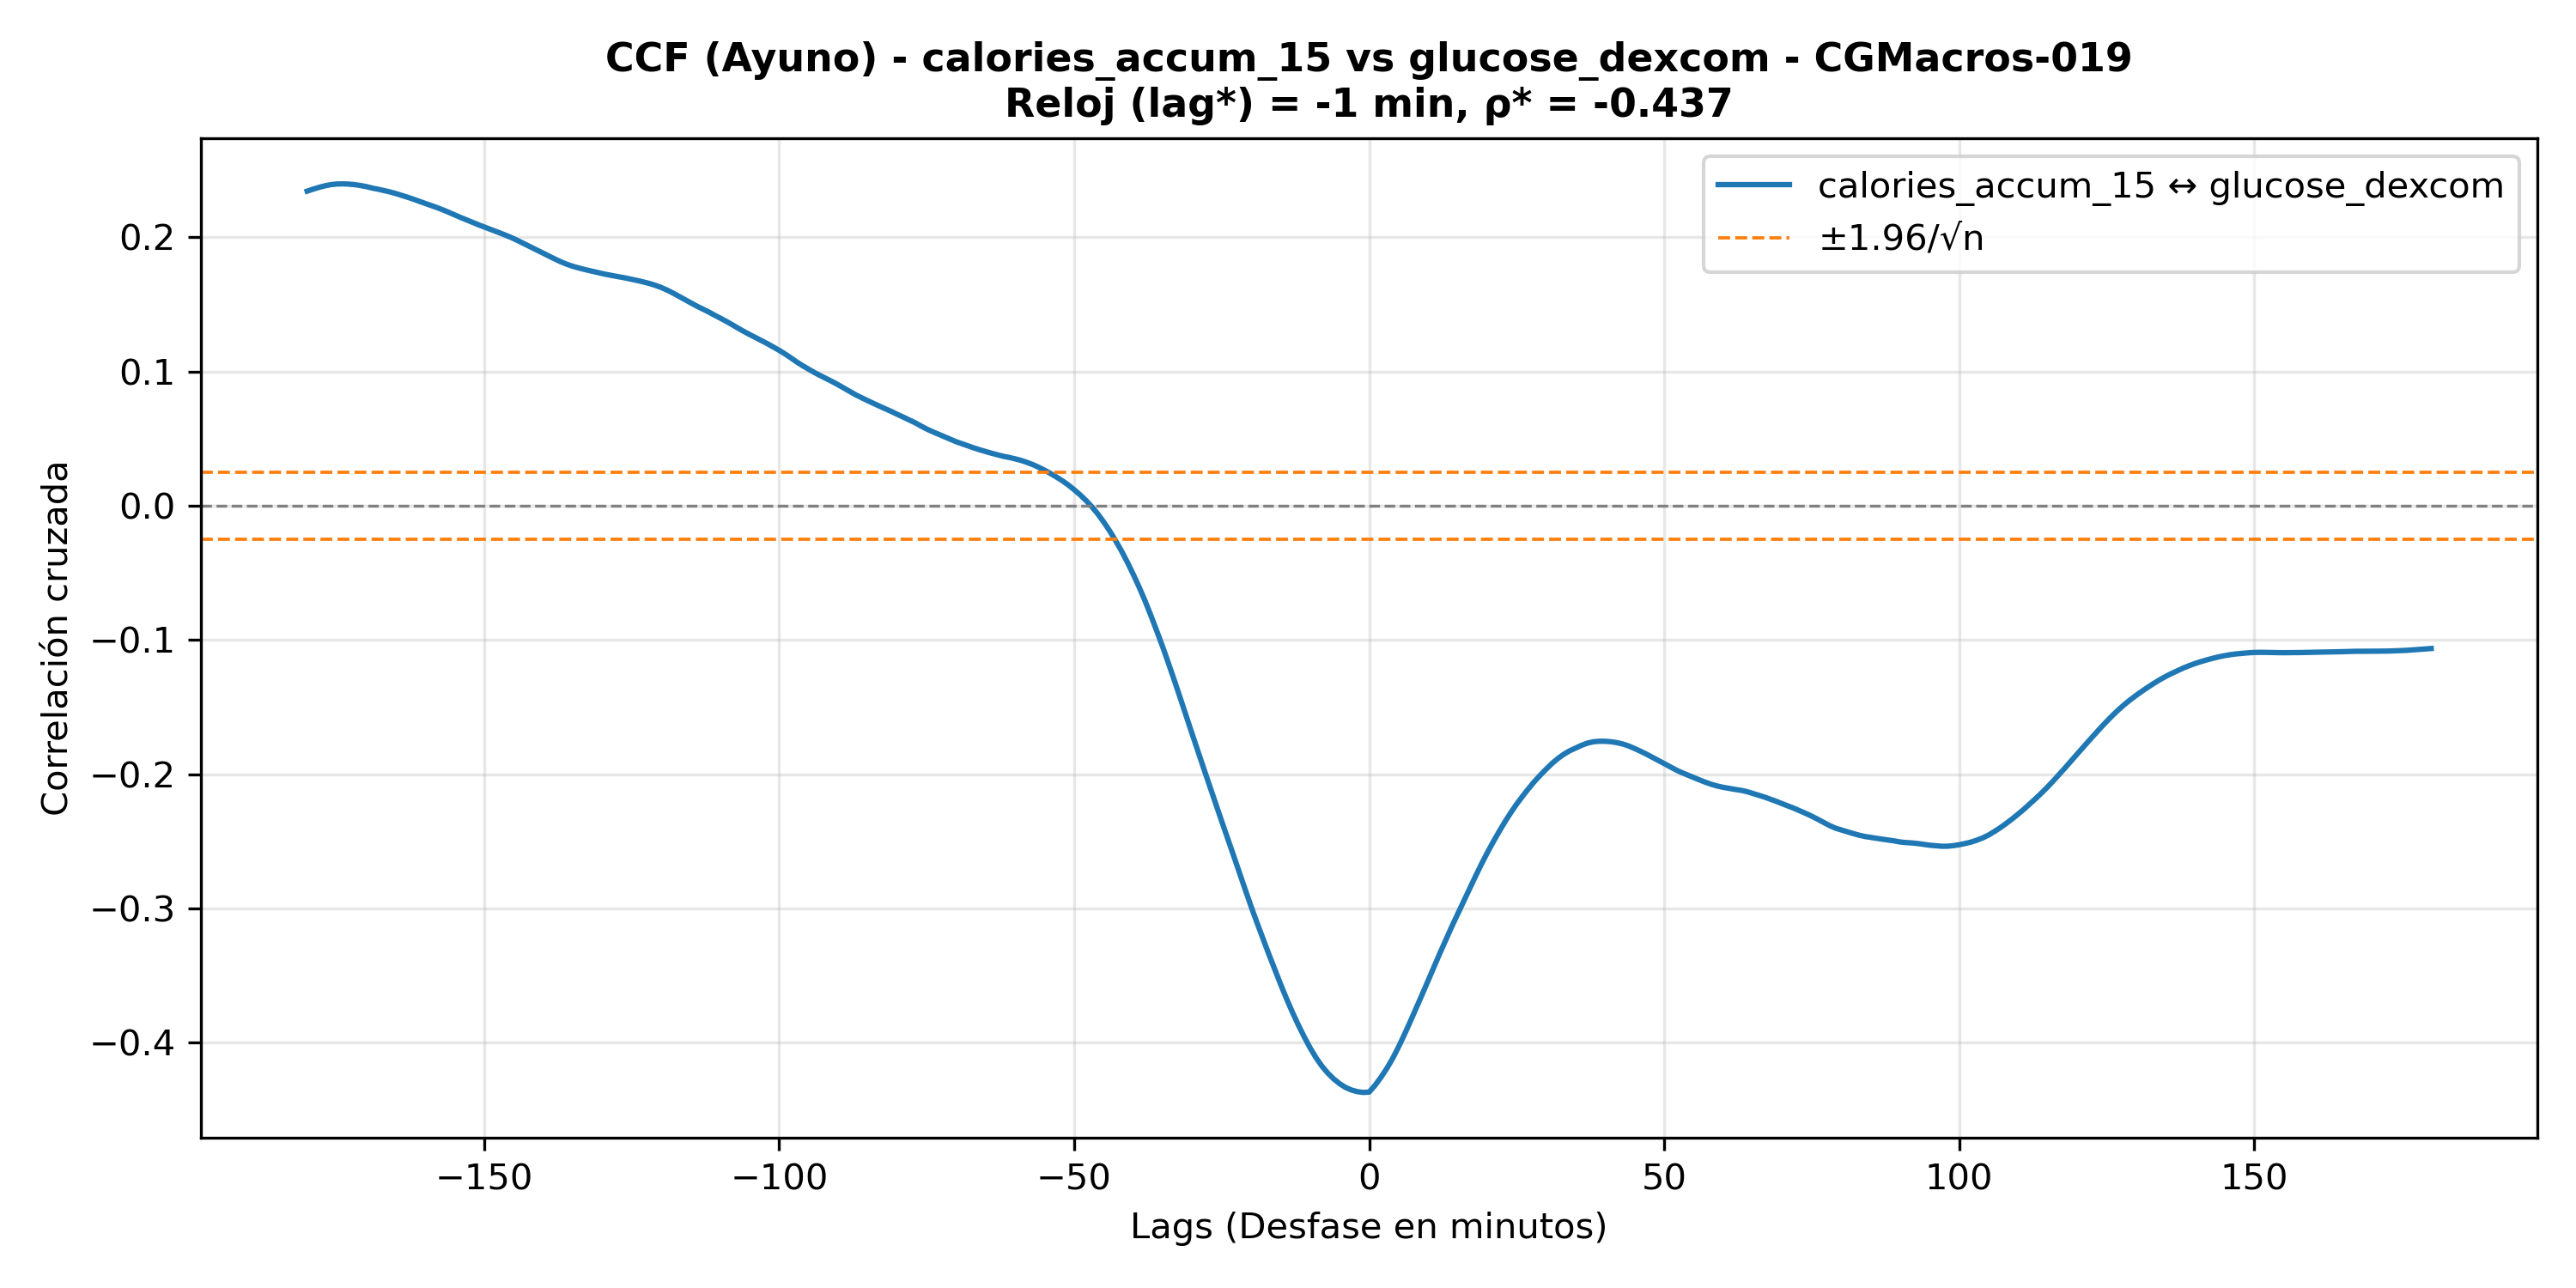 CCF (Ayuno) - calories_accum_15 vs glucose_dexcom - CGMacros-019
Reloj (lag*) = -1 min, ρ* = -0.437
calories_accum_15 ↔ glucose_dexcom
±1.96/√n
Correlación cruzada
0.2
0.1
0.0
−0.1
−0.2
−0.3
−0.4
−150
−100
−50
0
50
100
150
Lags (Desfase en minutos)